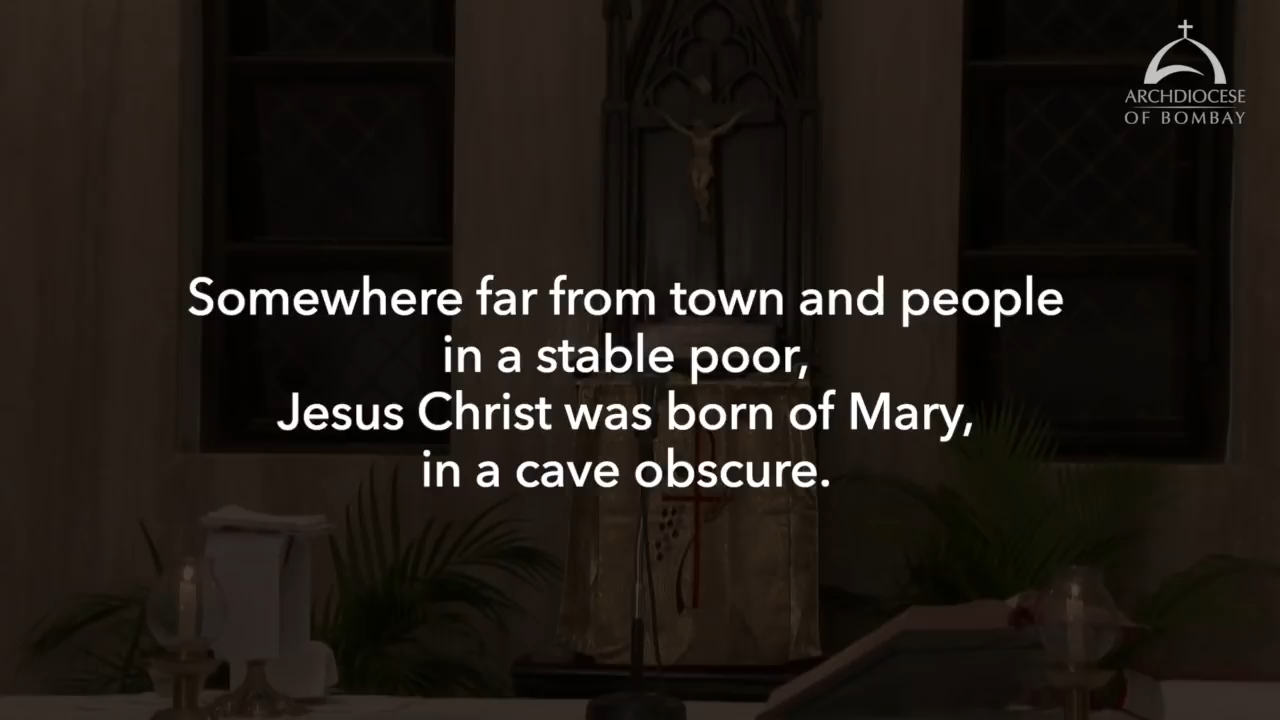 ARCHDIOCESE
OF BOMBAY
Somewhere far from town and people
in a stable poor,
Jesus Christ was born of Mary,
in a cave obscure.